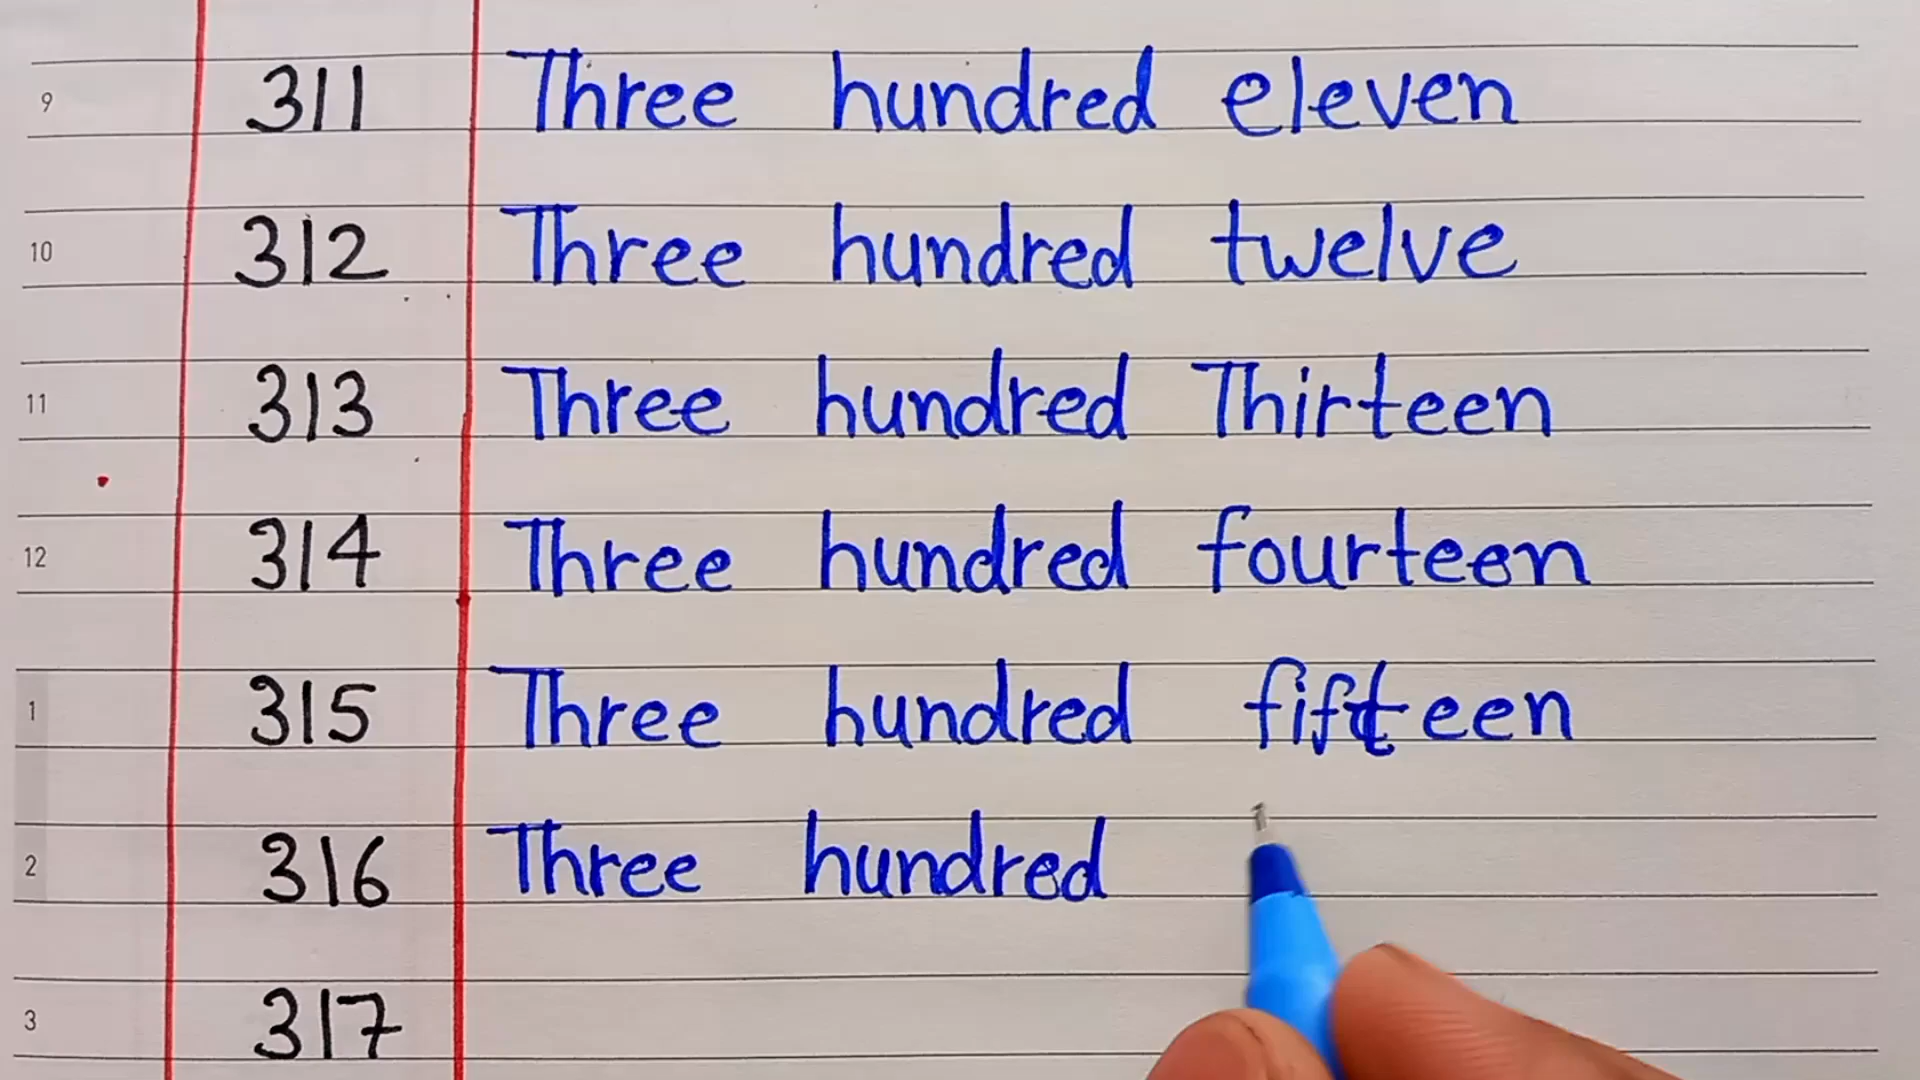 9 311 Three hundred eleven
10 312 Three hundred twelve
11 313 Three hundred Thirteen
12 314 Three hundred fourteen
1 315 Three hundred fifteen
2 316 Three hundred
3 317